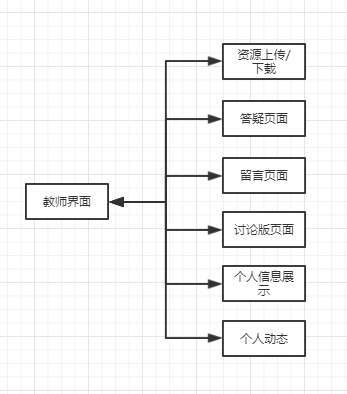 资源上传/
下载
答疑页面
留言页面
教师界面
讨论版页面
个人信息展
示
个人动态